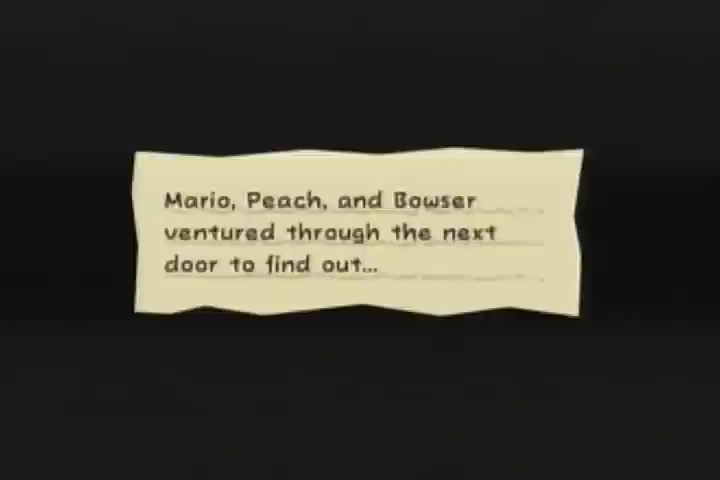 Mario, Peach, and Bowser
ventured through the next
door to find out...